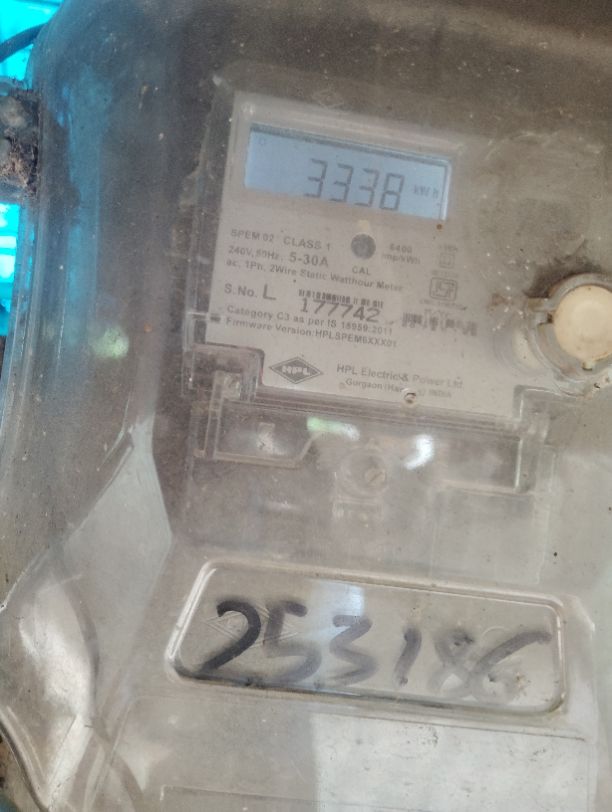 3338 kWh
SPEM 02 CLASS 1
6400
imp/kWh
240V, 50Hz, 5-30A
CAL
ac, 1Ph, 2Wire Static Watthour Meter
S.No. L 177742
Category C3 as per IS 15959:2011
Firmware Version:HPLSPEM6XXX01
HPL
HPL Electric & Power Ltd
Gurgaon INDIA
253186